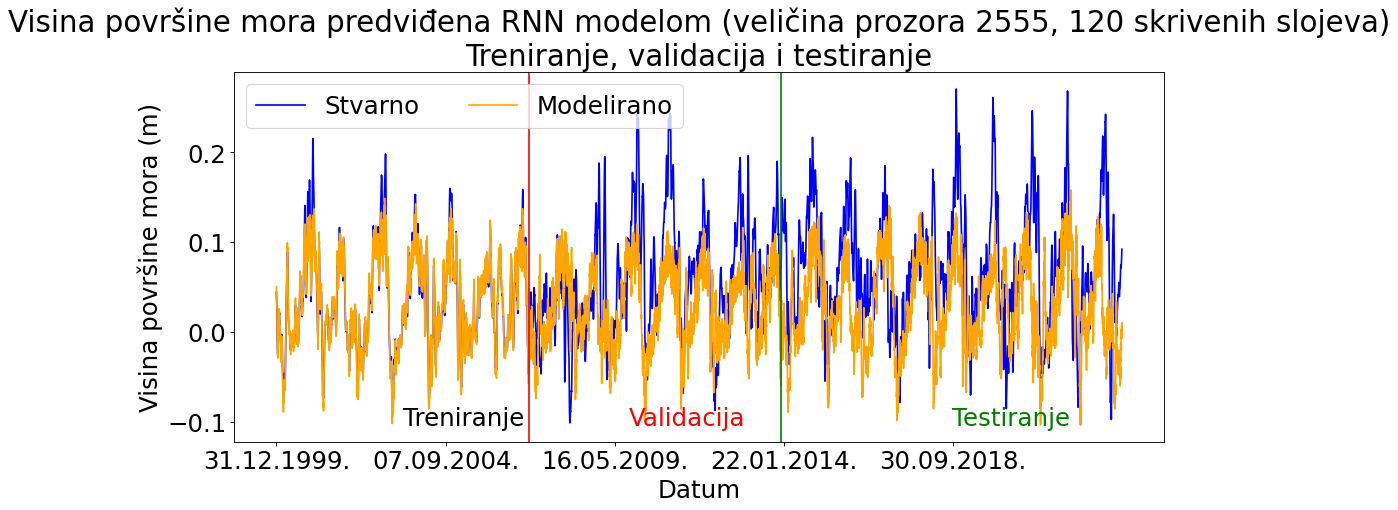 Visina površine mora predviđena RNN modelom (veličina prozora 2555, 120 skrivenih slojeva)
Treniranje, validacija i testiranje
Stvarno
Modelirano
Visina površine mora (m)
0.2
0.1
0.0
−0.1
Treniranje
Validacija
Testiranje
31.12.1999.
07.09.2004.
16.05.2009.
22.01.2014.
30.09.2018.
Datum